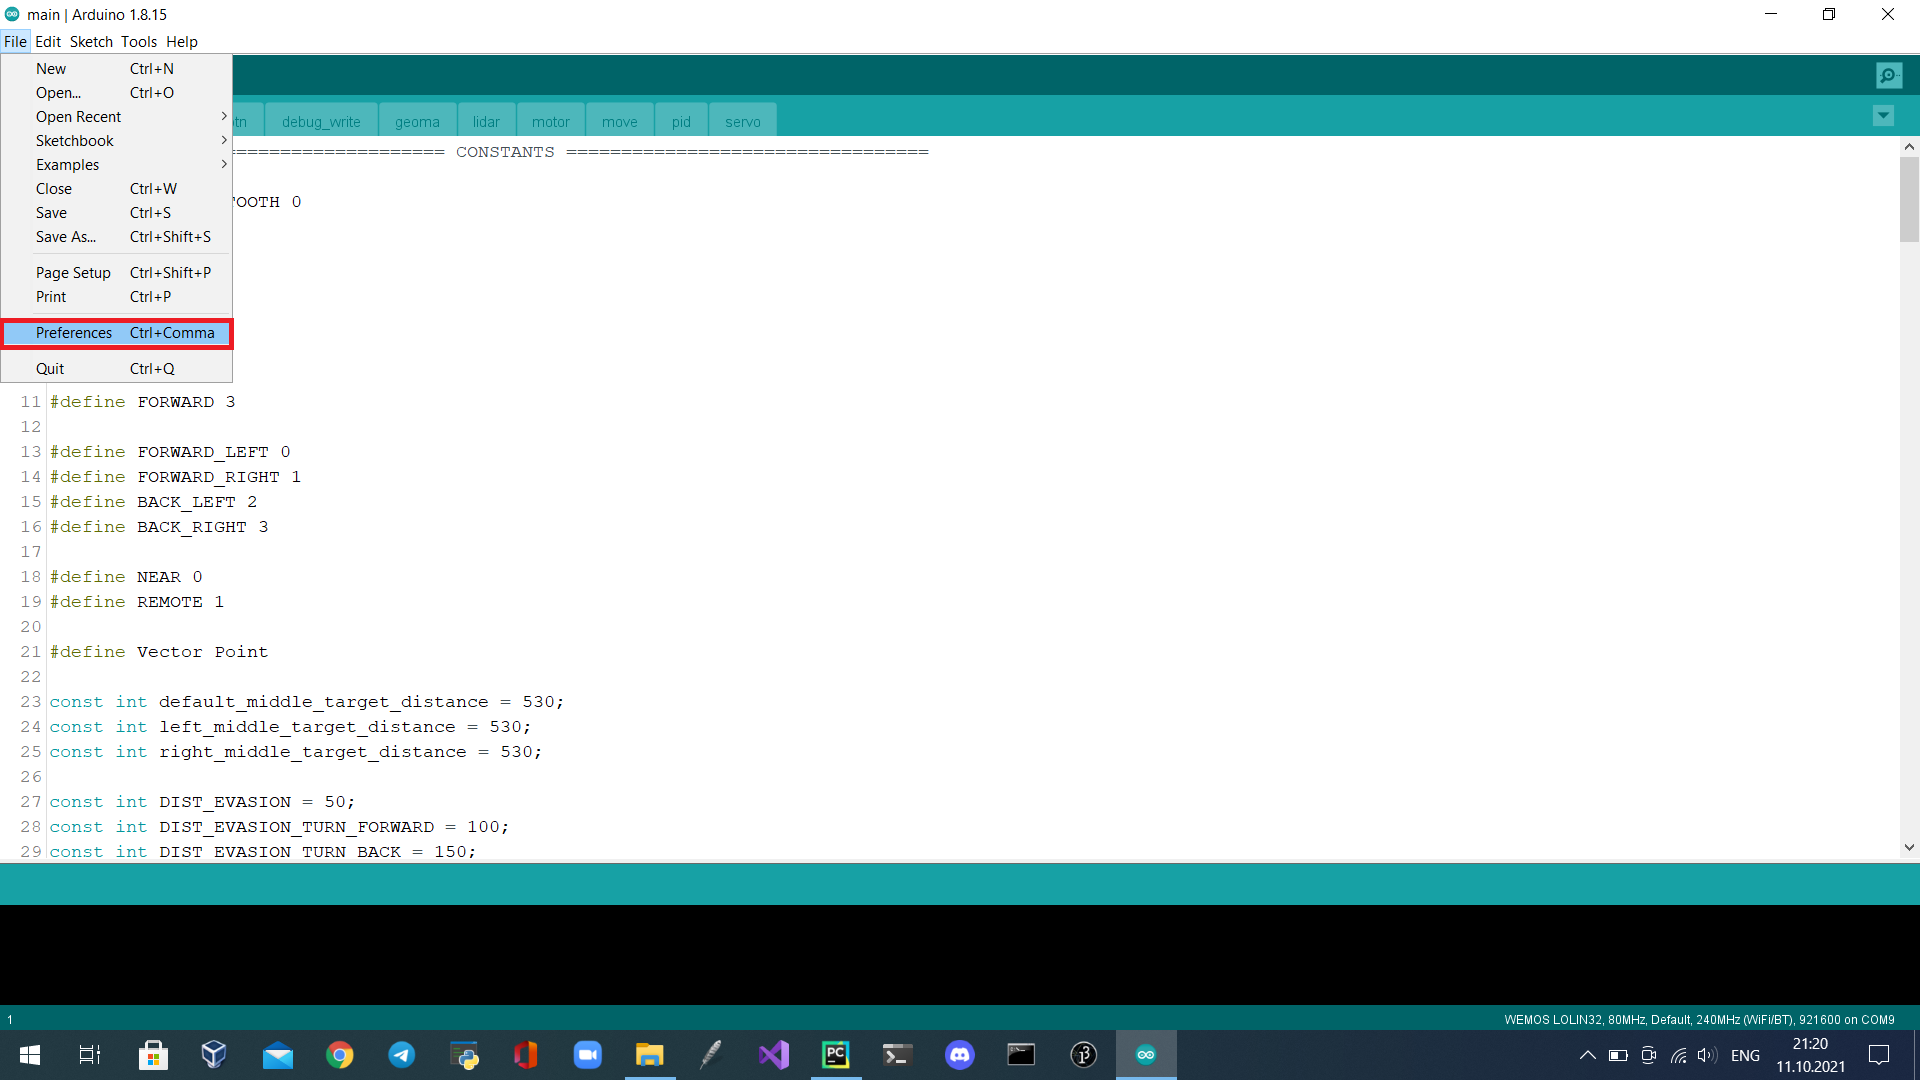 main | Arduino 1.8.15
File Edit Sketch Tools Help
New Ctrl+N
Open... Ctrl+O
Open Recent
Sketchbook
Examples
Close Ctrl+W
Save Ctrl+S
Save As... Ctrl+Shift+S
Page Setup Ctrl+Shift+P
Print Ctrl+P
Preferences Ctrl+Comma
Quit Ctrl+Q
tn debug_write geoma lidar motor move pid servo
=================== CONSTANTS =================================
TOOTH 0
11 #define FORWARD 3
12
13 #define FORWARD_LEFT 0
14 #define FORWARD_RIGHT 1
15 #define BACK_LEFT 2
16 #define BACK_RIGHT 3
17
18 #define NEAR 0
19 #define REMOTE 1
20
21 #define Vector Point
22
23 const int default_middle_target_distance = 530;
24 const int left_middle_target_distance = 530;
25 const int right_middle_target_distance = 530;
26
27 const int DIST_EVASION = 50;
28 const int DIST_EVASION_TURN_FORWARD = 100;
29 const int DIST_EVASION_TURN_BACK = 150;
1
WEMOS LOLIN32, 80MHz, Default, 240MHz (WiFi/BT), 921600 on COM9
PC
ENG
21:20
11.10.2021